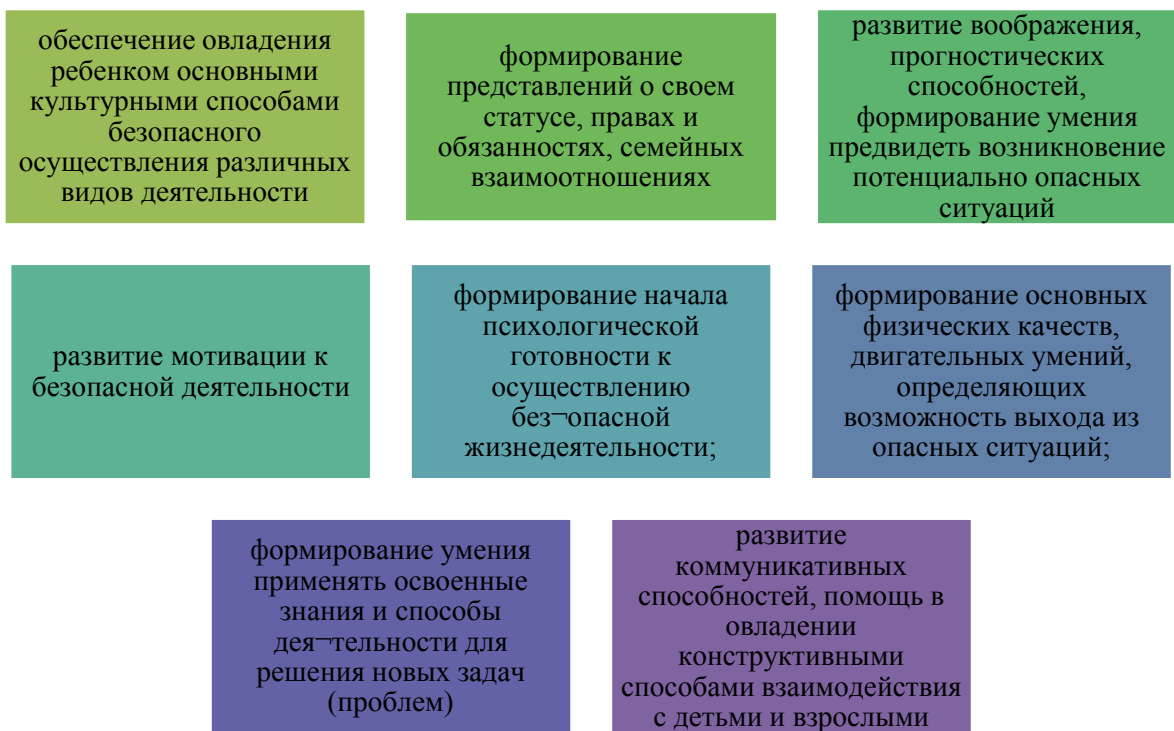 обеспечение овладения
ребенком основными
культурными способами
безопасного
осуществления различных
видов деятельности
формирование
представлений о своем
статусе, правах и
обязанностях, семейных
взаимоотношениях
развитие воображения,
прогностических
способностей,
формирование умения
предвидеть возникновение
потенциально опасных
ситуаций
развитие мотивации к
безопасной деятельности
формирование начала
психологической
готовности к
осуществлению
без¬опасной
жизнедеятельности;
формирование основных
физических качеств,
двигательных умений,
определяющих
возможность выхода из
опасных ситуаций;
формирование умения
применять освоенные
знания и способы
дея¬тельности для
решения новых задач
(проблем)
развитие
коммуникативных
способностей, помощь в
овладении
конструктивными
способами взаимодействия
с детьми и взрослыми